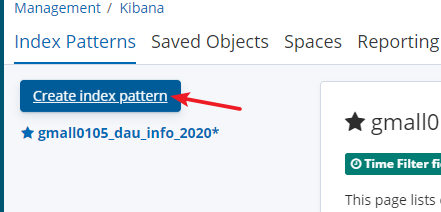 Management / Kibana
Index Patterns Saved Objects Spaces Reporting
Create index pattern
gmall0105_dau_info_2020*
gmall0
Time Filter fi
This page lists